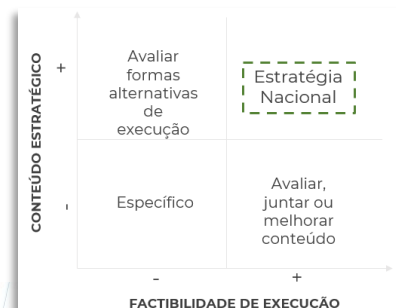 CONTEÚDO ESTRATÉGICO
+
-
Avaliar
formas
alternativas
de
execução
Estratégia
Nacional
Específico
Avaliar,
juntar ou
melhorar
conteúdo
-
+
FACTIBILIDADE DE EXECUÇÃO